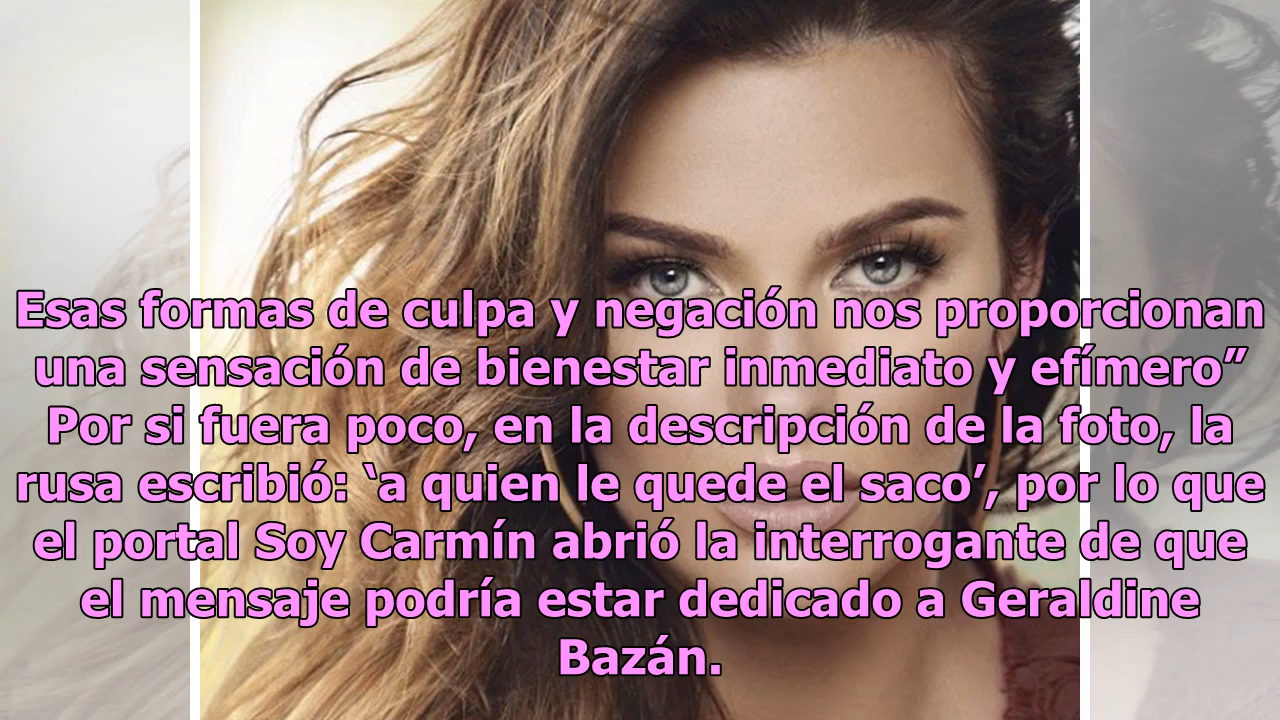 Esas formas de culpa y negación nos proporcionan
una sensación de bienestar inmediato y efímero”
Por si fuera poco, en la descripción de la foto, la
rusa escribió: ‘a quien le quede el saco’, por lo que
el portal Soy Carmín abrió la interrogante de que
el mensaje podría estar dedicado a Geraldine
Bazán.